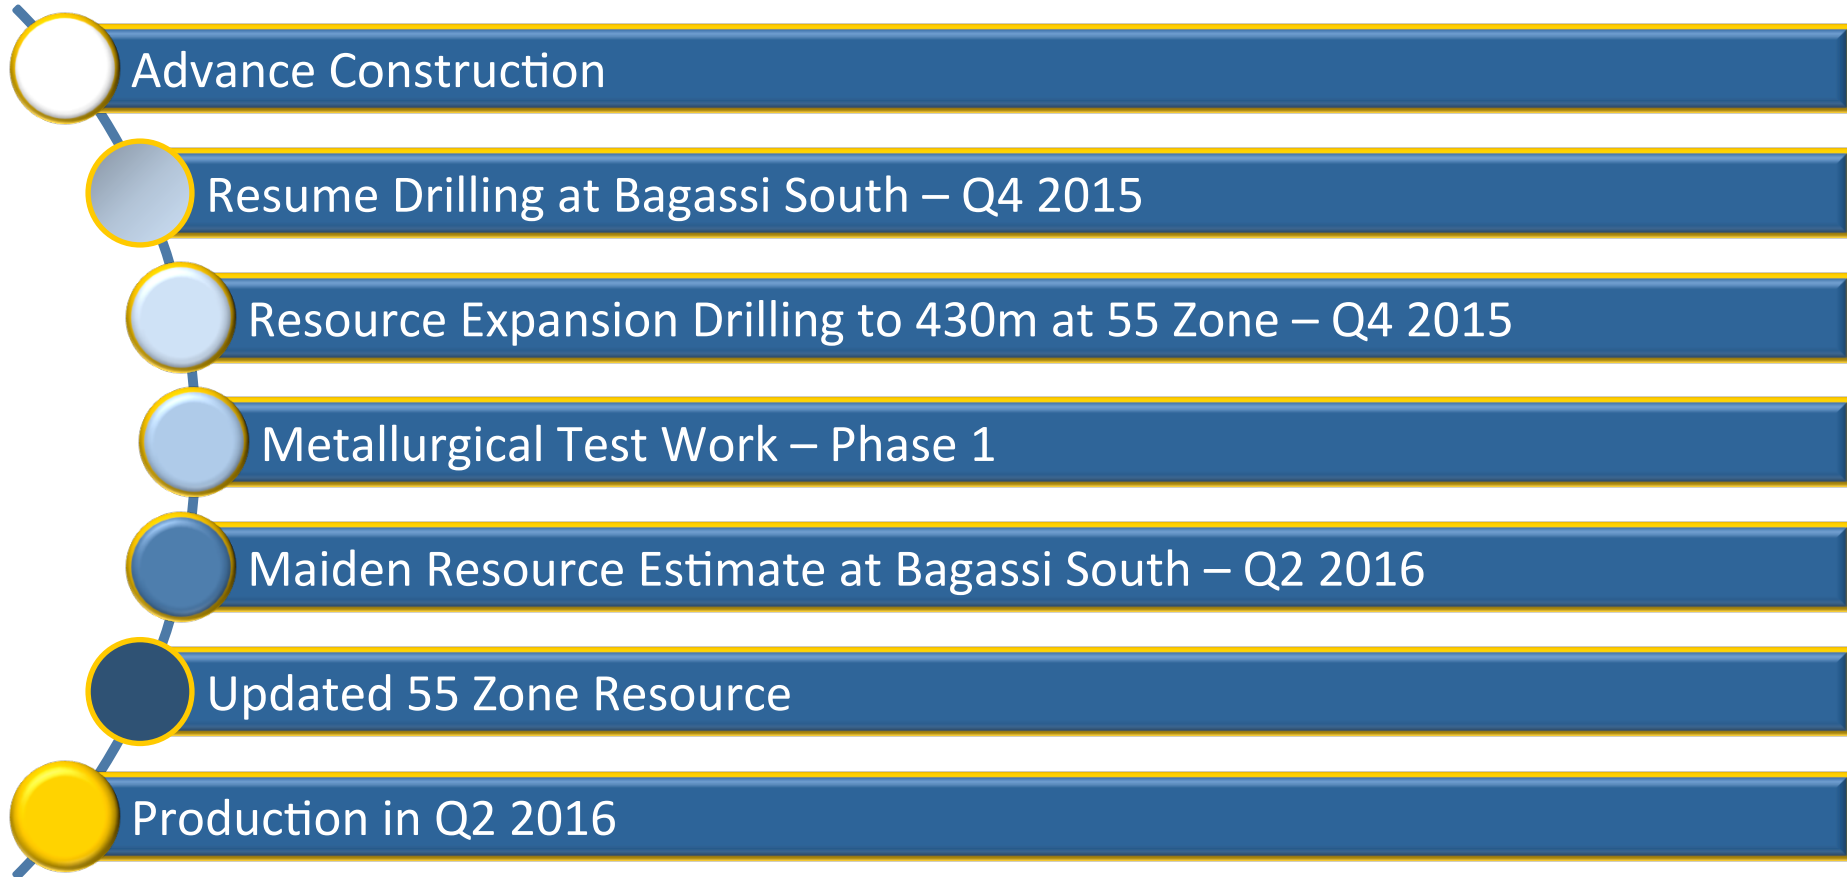 Advance Construction
Resume Drilling at Bagassi South – Q4 2015
Resource Expansion Drilling to 430m at 55 Zone – Q4 2015
Metallurgical Test Work – Phase 1
Maiden Resource Estimate at Bagassi South – Q2 2016
Updated 55 Zone Resource
Production in Q2 2016